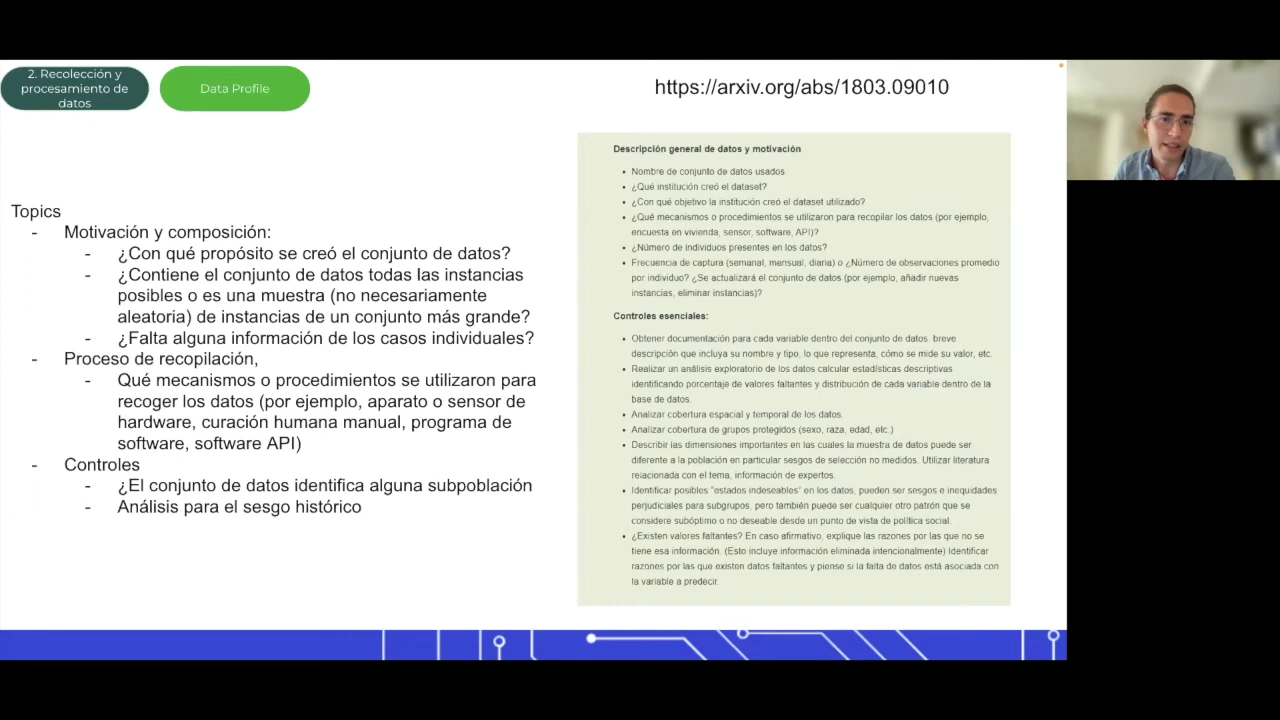 2. Recolección y
procesamiento de
datos
Data Profile
https://arxiv.org/abs/1803.09010
Topics
- Motivación y composición:
- ¿Con qué propósito se creó el conjunto de datos?
- ¿Contiene el conjunto de datos todas las instancias
posibles o es una muestra (no necesariamente
aleatoria) de instancias de un conjunto más grande?
- ¿Falta alguna información de los casos individuales?
- Proceso de recopilación,
- Qué mecanismos o procedimientos se utilizaron para
recoger los datos (por ejemplo, aparato o sensor de
hardware, curación humana manual, programa de
software, software API)
- Controles
- ¿El conjunto de datos identifica alguna subpoblación
- Análisis para el sesgo histórico
Descripción general de datos y motivación
• Nombre de conjunto de datos usados
• ¿Qué institución creó el dataset?
• ¿Con qué objetivo la institución creó el dataset utilizado?
• ¿Qué mecanismos o procedimientos se utilizaron para recopilar los datos (por ejemplo,
encuesta en vivienda, sensor, software, API)?
• ¿Número de individuos presentes en los datos?
• Frecuencia de captura (semanal, mensual, diaria) o ¿Número de observaciones promedio
por individuo? ¿Se actualizará el conjunto de datos (por ejemplo, añadir nuevas
instancias, eliminar instancias)?
Controles esenciales:
• Obtener documentación para cada variable dentro del conjunto de datos breve
descripción que incluya su nombre y tipo, lo que representa, cómo se mide su valor, etc.
• Realizar un análisis exploratorio de los datos calcular estadísticas descriptivas
identificando porcentaje de valores faltantes y distribución de cada variable dentro de la
base de datos.
• Analizar cobertura espacial y temporal de los datos.
• Analizar cobertura de grupos protegidos (sexo, raza, edad, etc.)
• Describir las dimensiones importantes en las cuales la muestra de datos puede ser
diferente a la población en particular sesgos de selección no medidos. Utilizar literatura
relacionada con el tema, información de expertos.
• Identificar posibles "estados indeseables" en los datos, pueden ser sesgos e inequidades
perjudiciales para subgrupos, pero también puede ser cualquier otro patrón que se
considere subóptimo o no deseable desde un punto de vista de política social.
• ¿Existen valores faltantes? En caso afirmativo, explique las razones por las que no se
tiene esa información. (Esto incluye información eliminada intencionalmente) Identificar
razones por las que existen datos faltantes y piense si la falta de datos está asociada con
la variable a predecir.